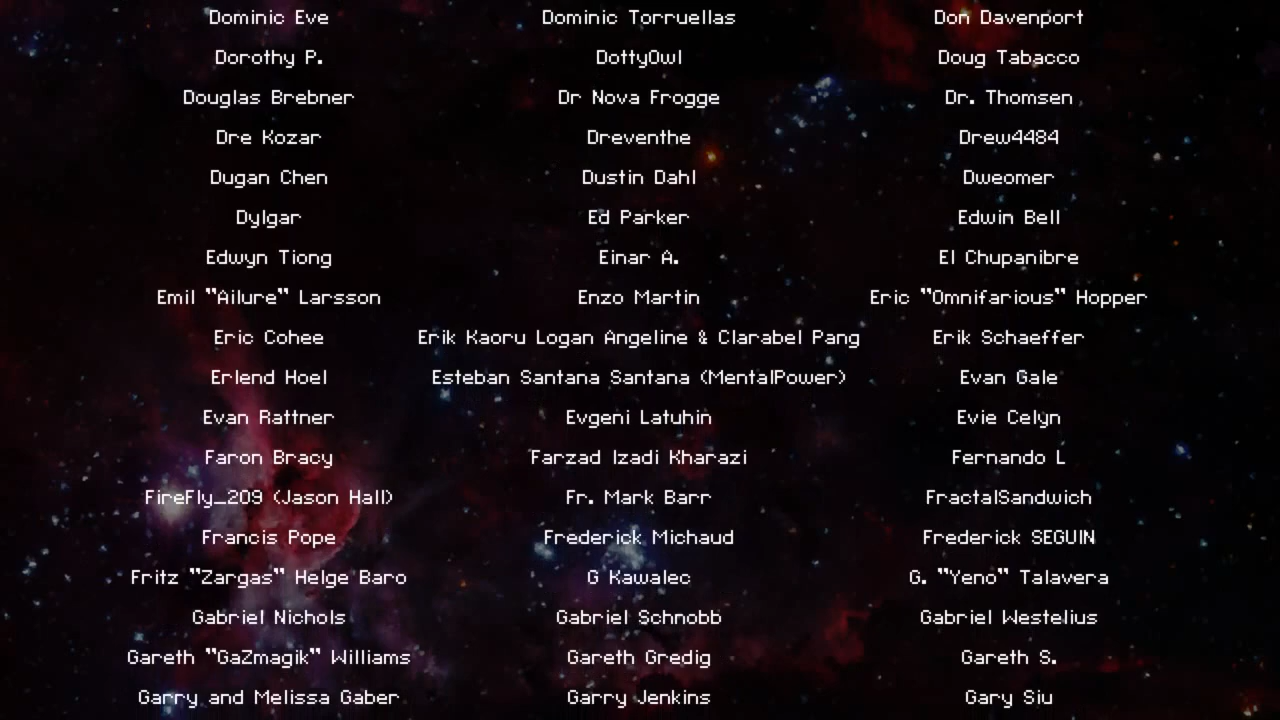 Dominic Eve Dominic Torruellas Don Davenport
Dorothy P. DottyOwl Doug Tabacco
Douglas Brebner Dr Nova Frogge Dr. Thomsen
Dre Kozar Dreventhe Drew4484
Dugan Chen Dustin Dahl Dweomer
Dylgar Ed Parker Edwin Bell
Edwyn Tiong Einar A. El Chupanibre
Emil "Ailure" Larsson Enzo Martin Eric "Omnifarious" Hopper
Eric Cohee Erik Kaoru Logan Angeline & Clarabel Pang Erik Schaeffer
Erlend Hoel Esteban Santana Santana (MentalPower) Evan Gale
Evan Rattner Evgeni Latuhin Evie Celyn
Faron Bracy Farzad Izadi Kharazi Fernando L
FireFly_209 (Jason Hall) Fr. Mark Barr FractalSandwich
Francis Pope Frederick Michaud Frederick SEGUIN
Fritz "Zargas" Helge Baro G Kawalec G. "Yeno" Talavera
Gabriel Nichols Gabriel Schnobb Gabriel Westelius
Gareth "GaZmagik" Williams Gareth Gredig Gareth S.
Garry and Melissa Gaber Garry Jenkins Gary Siu